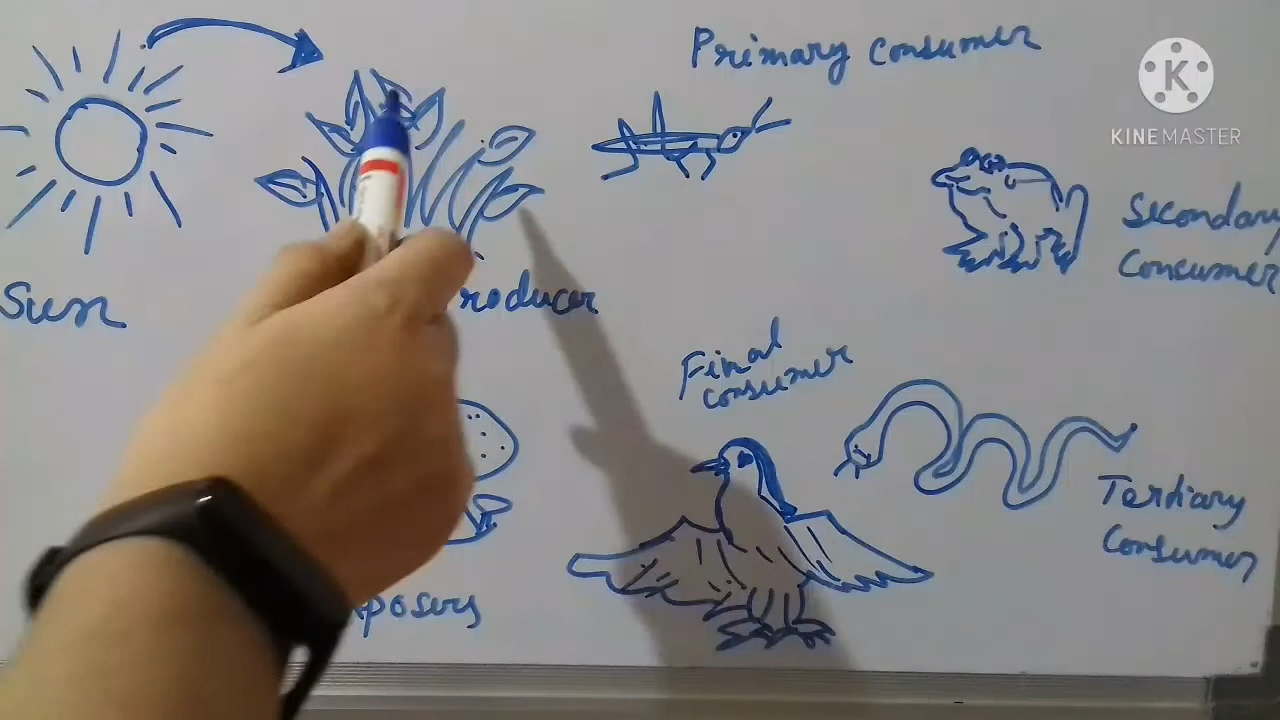 Primary consumer
K
KINEMASTER
Secondary
Consumer
Sun
roducer
Final
consumer
Tertiary
Consumer
posers